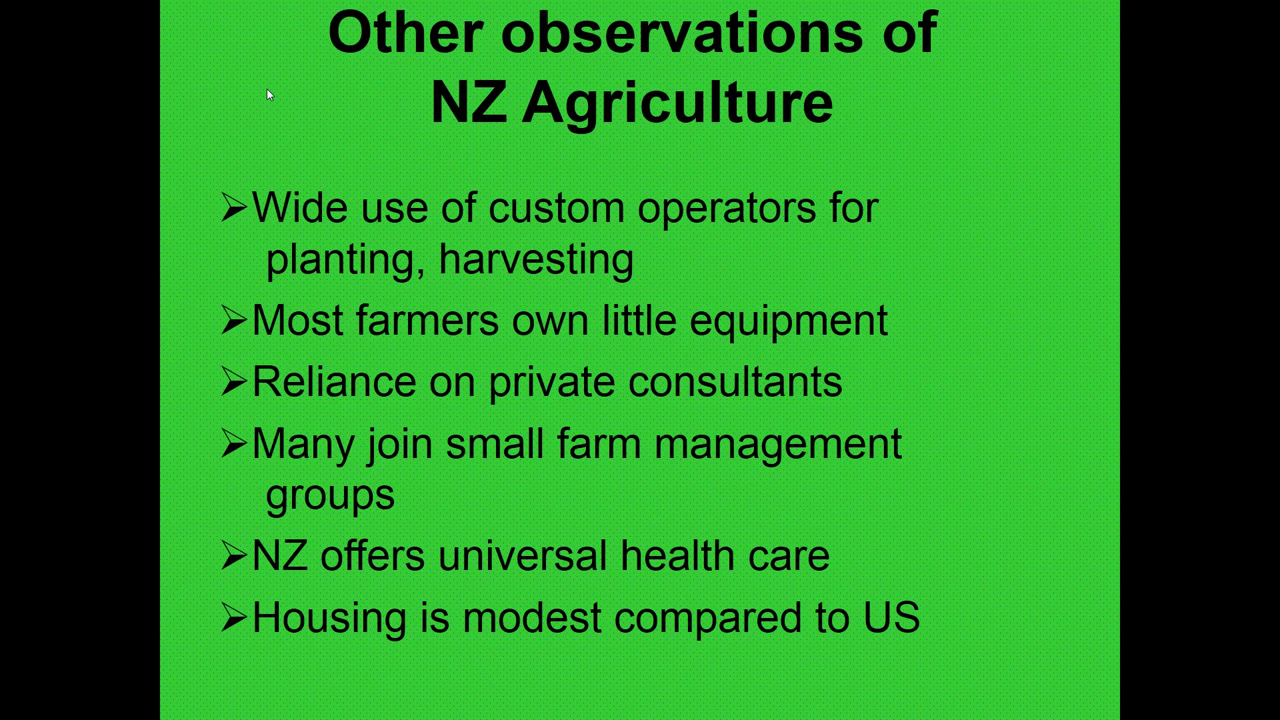 Other observations of
NZ Agriculture
➢Wide use of custom operators for
planting, harvesting
➢Most farmers own little equipment
➢Reliance on private consultants
➢Many join small farm management
groups
➢NZ offers universal health care
➢Housing is modest compared to US